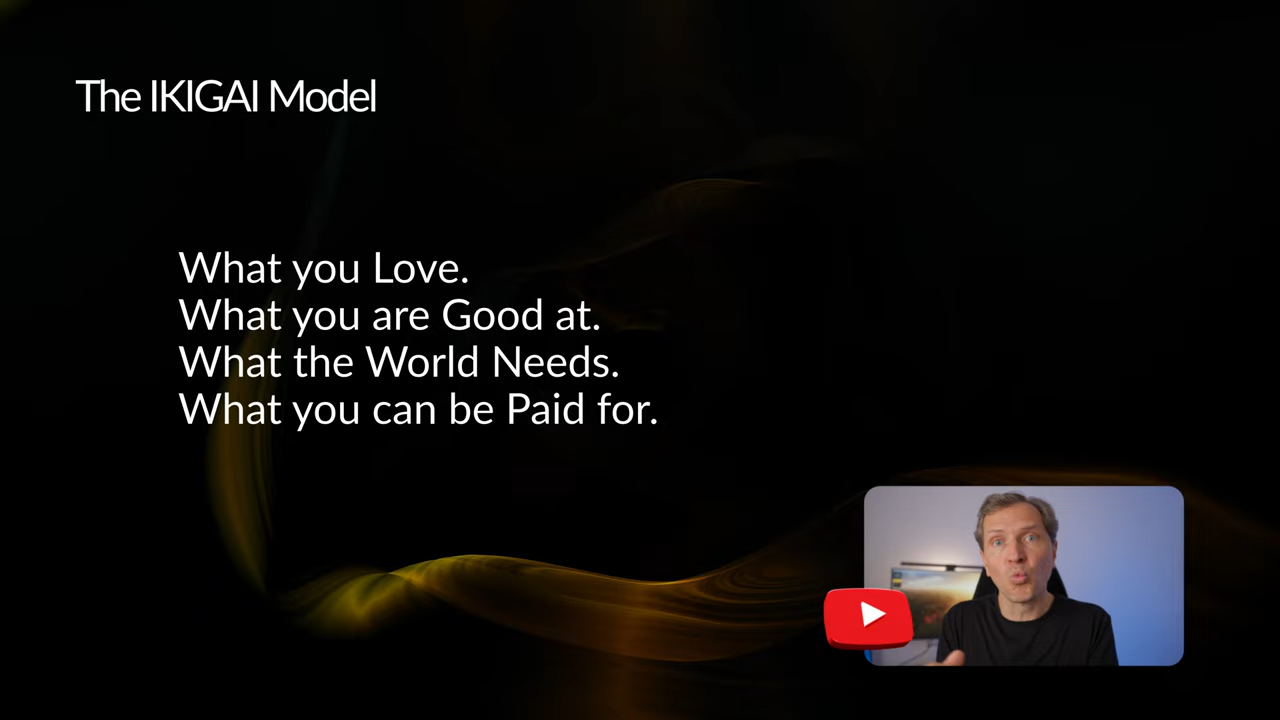 The IKIGAI Model
What you Love.
What you are Good at.
What the World Needs.
What you can be Paid for.